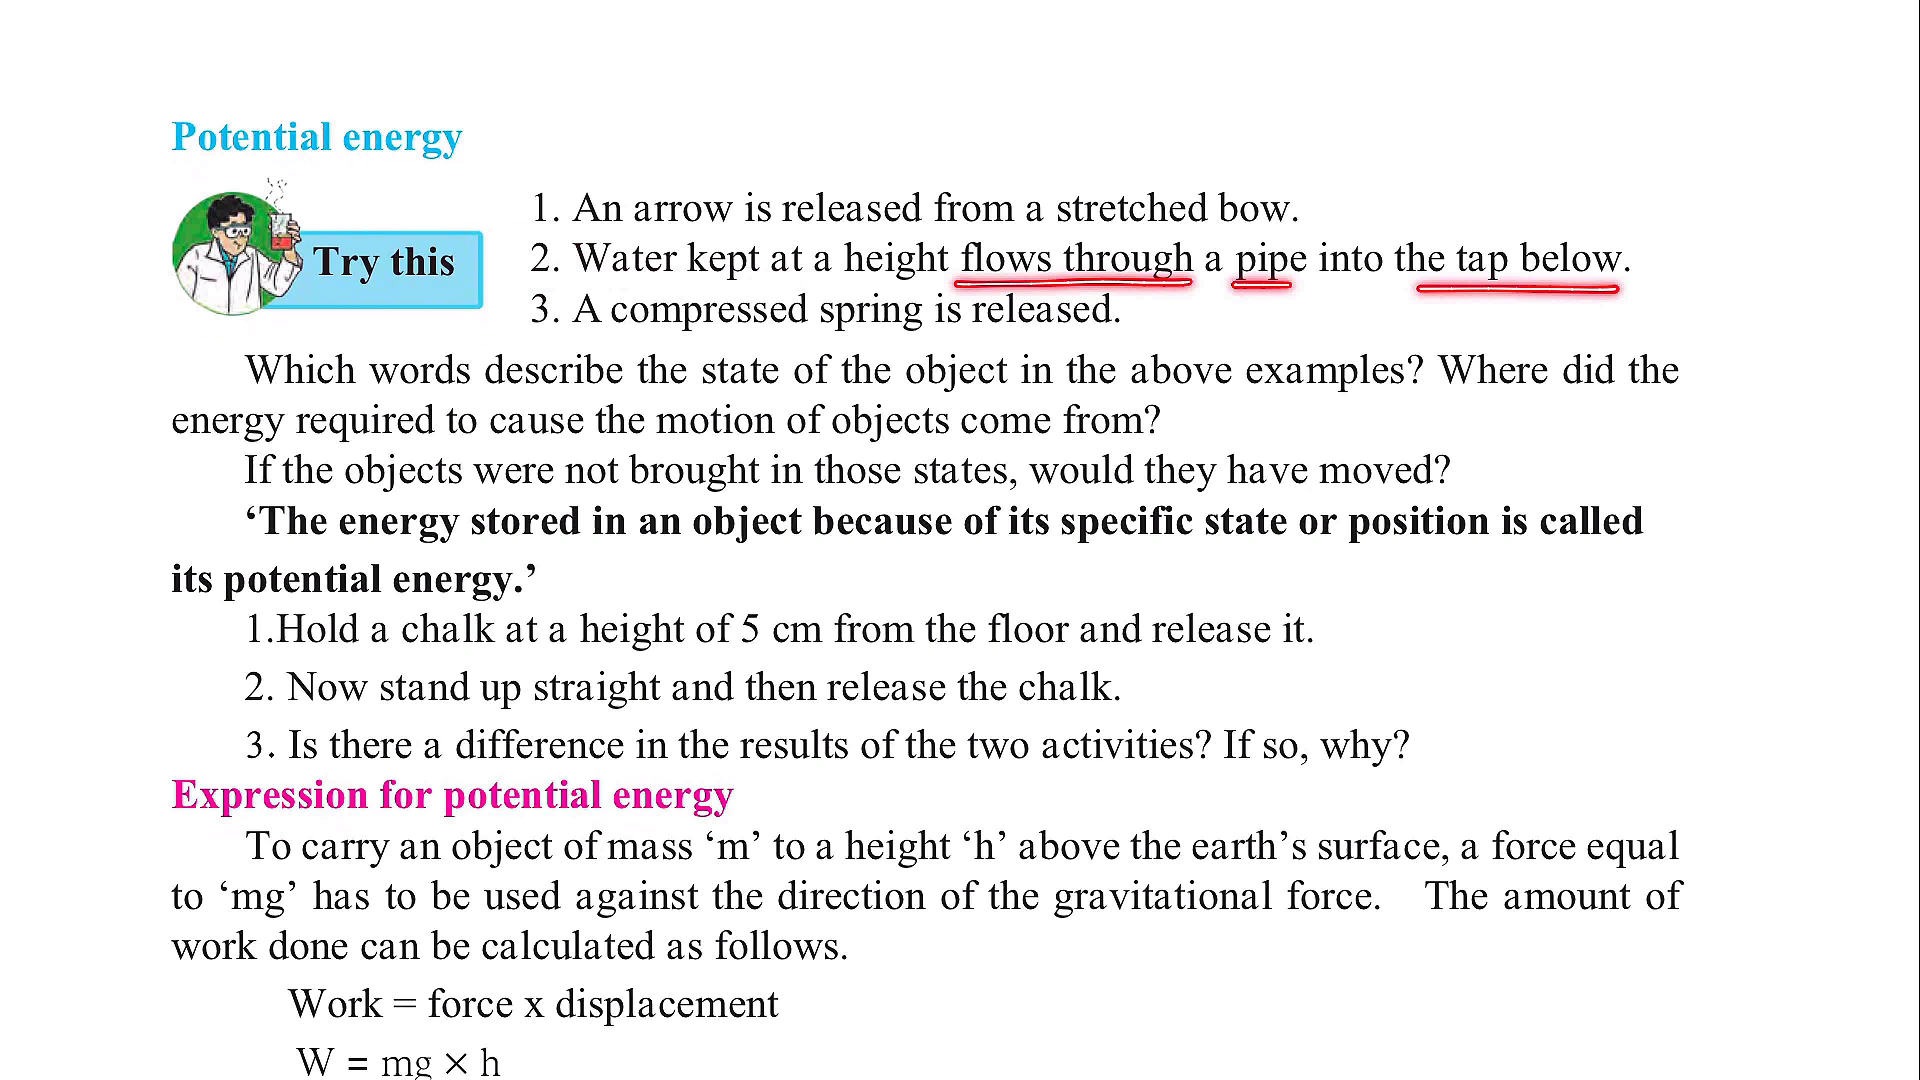 Potential energy
Try this
1. An arrow is released from a stretched bow.
2. Water kept at a height flows through a pipe into the tap below.
3. A compressed spring is released.
Which words describe the state of the object in the above examples? Where did the
energy required to cause the motion of objects come from?
If the objects were not brought in those states, would they have moved?
‘The energy stored in an object because of its specific state or position is called
its potential energy.’
1.Hold a chalk at a height of 5 cm from the floor and release it.
2. Now stand up straight and then release the chalk.
3. Is there a difference in the results of the two activities? If so, why?
Expression for potential energy
To carry an object of mass ‘m’ to a height ‘h’ above the earth’s surface, a force equal
to ‘mg’ has to be used against the direction of the gravitational force. The amount of
work done can be calculated as follows.
Work = force x displacement
W = mg × h